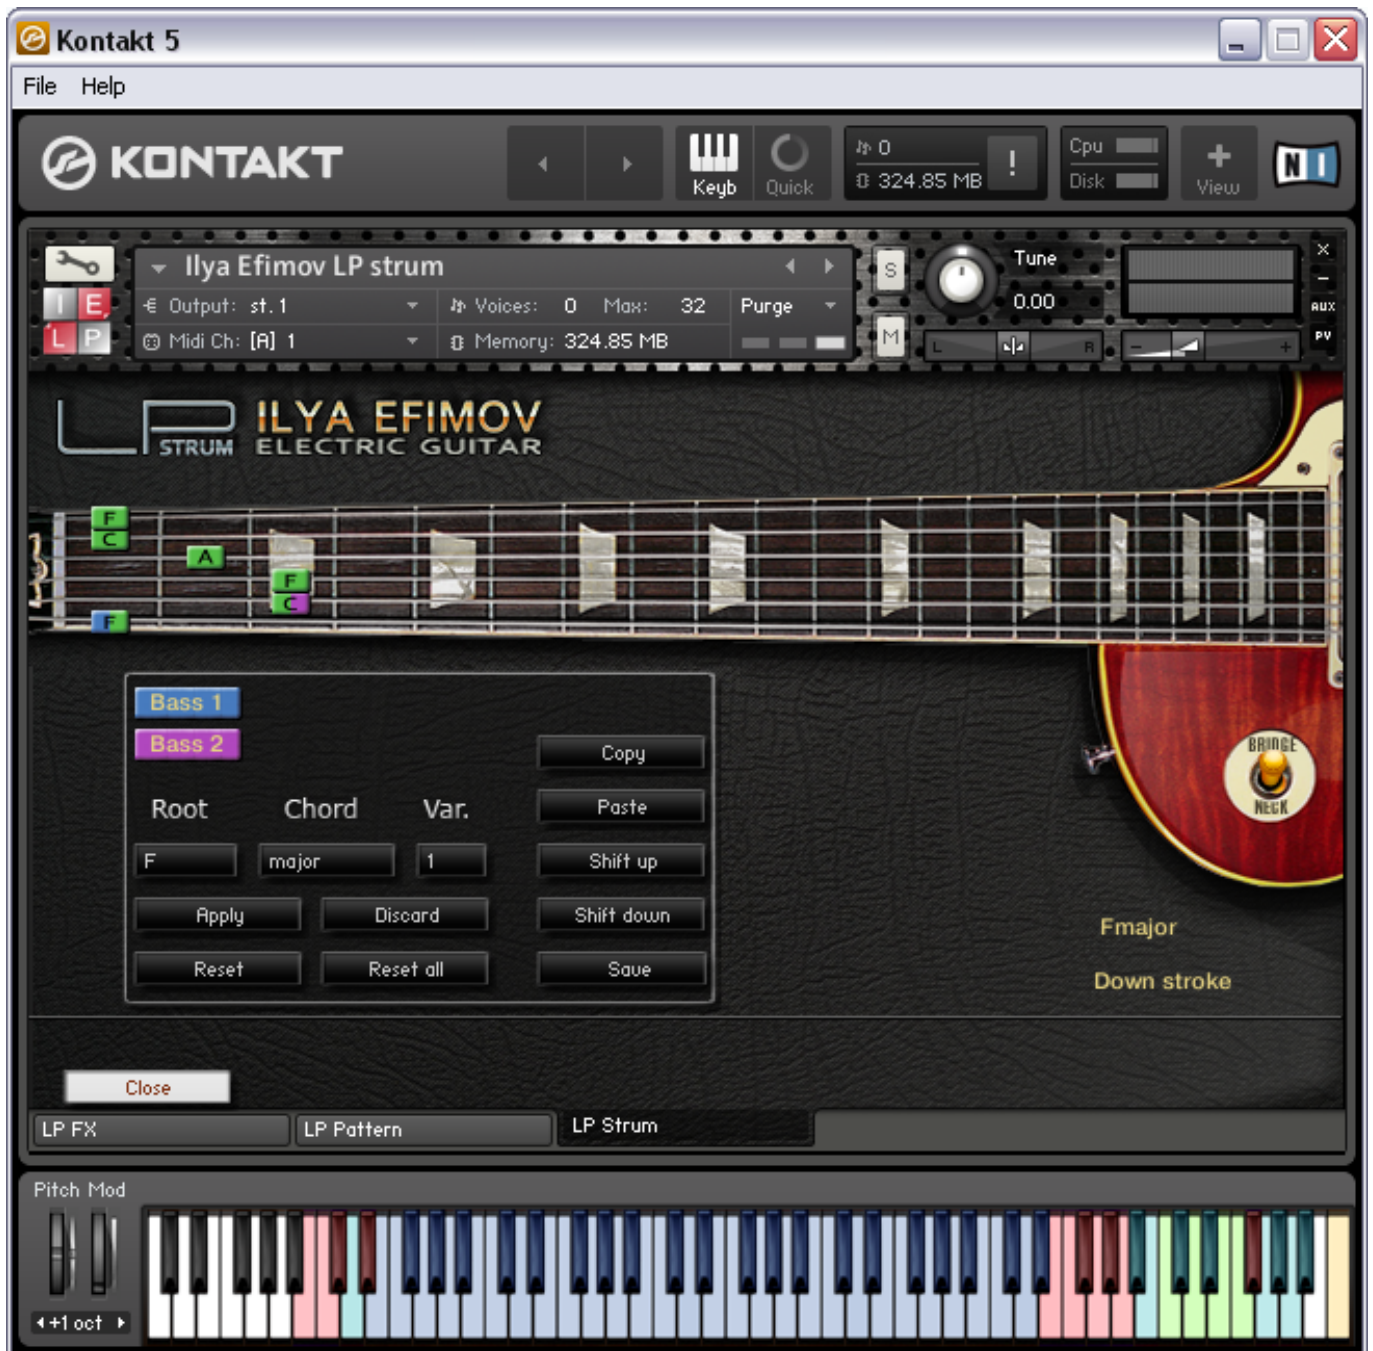 Kontakt 5
File Help
KONTAKT
Keyb
Quick
0
324.85 MB
!
Cpu
Disk
+
View
NI
Ilya Efimov LP strum
Output: st.1
Voices: 0 Max: 32
Purge
Midi Ch: [A] 1
Memory: 324.85 MB
I E
L P
S
M
Tune
0.00
L R
- +
X
-
AUX
PV
LP STRUM
ILYA EFIMOV
ELECTRIC GUITAR
F
C
A
F
C
F
Bass 1
Bass 2
Root Chord Var.
F major 1
Apply Discard
Reset Reset all
Copy
Paste
Shift up
Shift down
Save
BRIDGE
NECK
Fmajor
Down stroke
Close
LP FX LP Pattern LP Strum
Pitch Mod
+1 oct